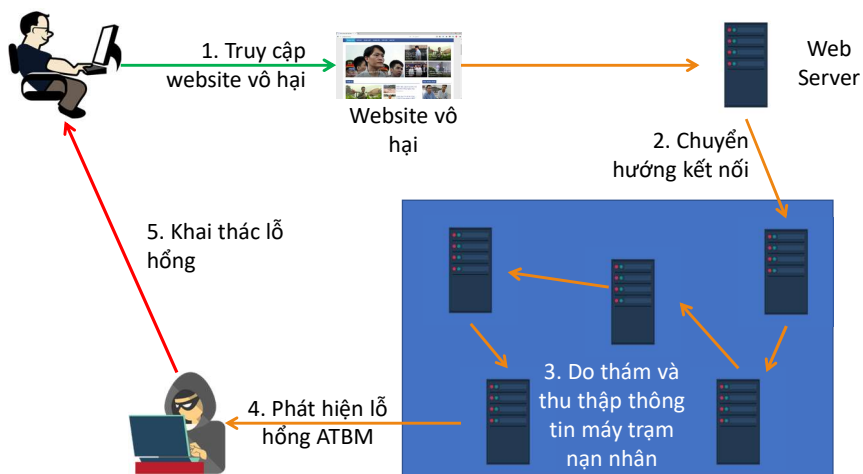 1. Truy cập
website vô hại
Website vô
hại
Web
Server
2. Chuyển
hướng kết nối
3. Do thám và
thu thập thông
tin máy trạm
nạn nhân
4. Phát hiện lỗ
hổng ATBM
5. Khai thác lỗ
hổng